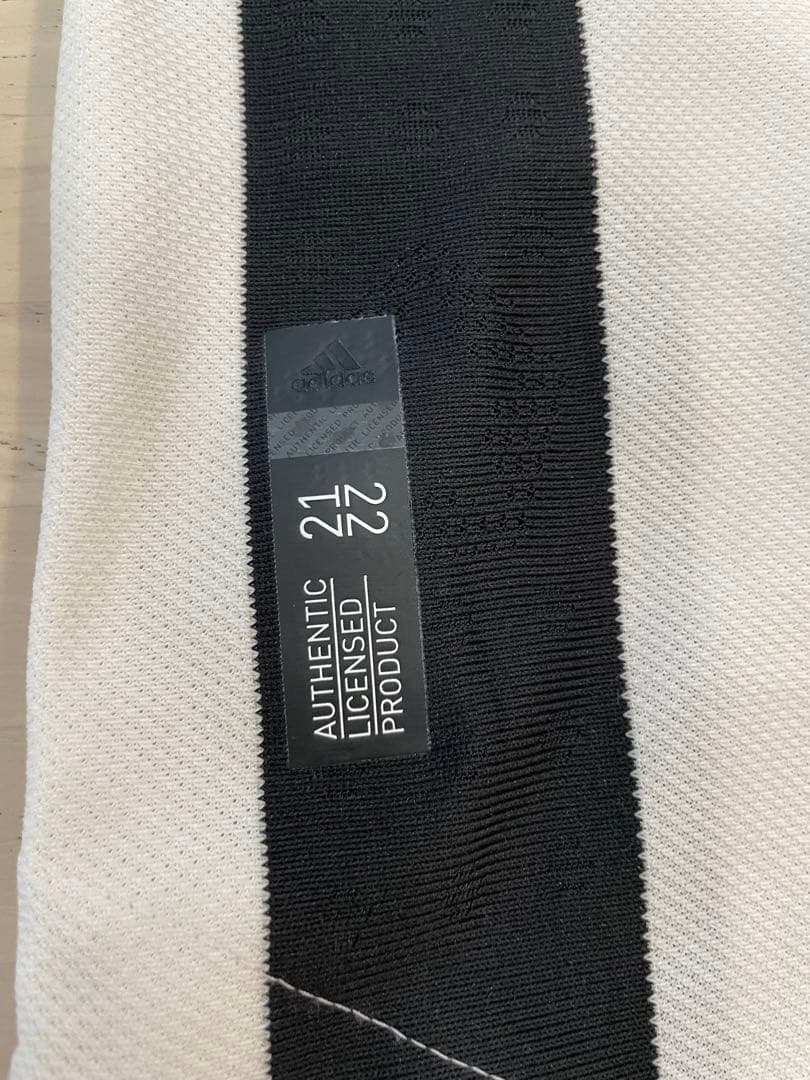 adidas
21
22
AUTHENTIC
LICENSED
PRODUCT